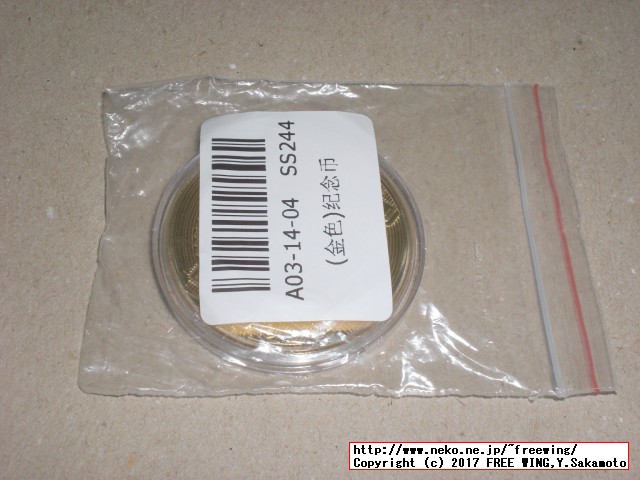 A03-14-04 SS244
(金色)纪念币
http://www.neko.ne.jp/~freewing/
Copyright (c) 2017 FREE WING,Y.Sakamoto